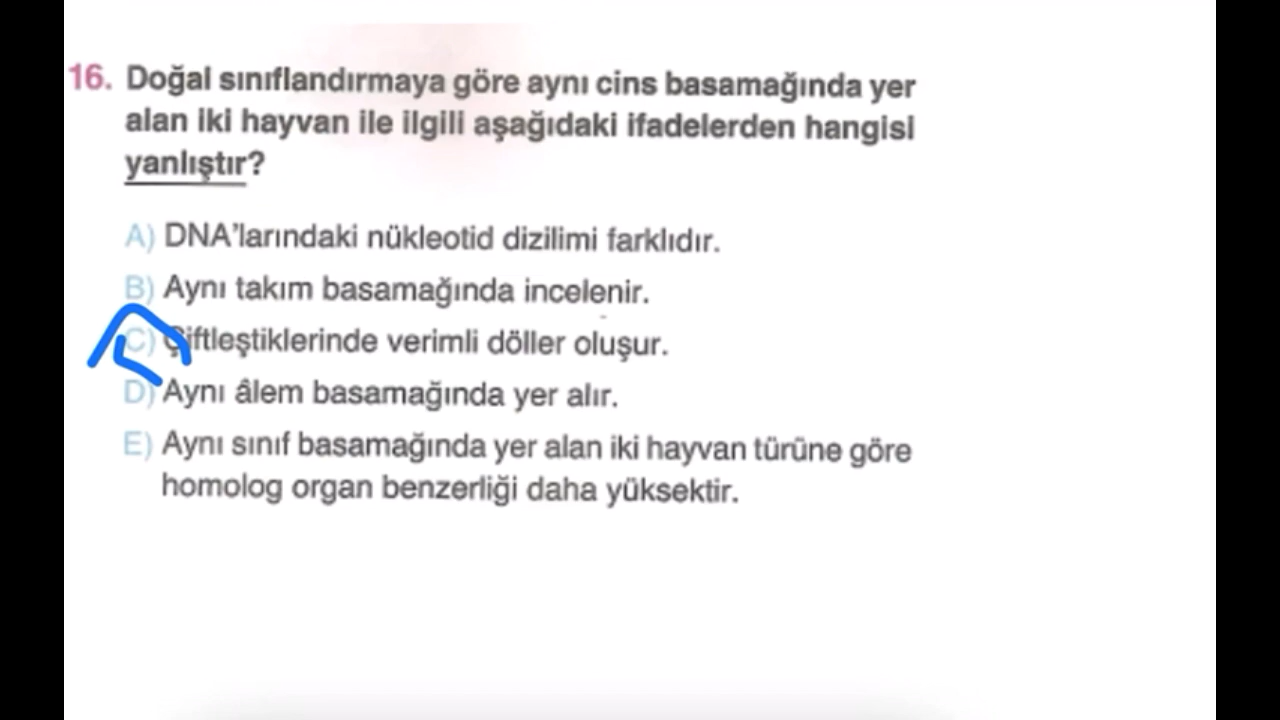 16. Doğal sınıflandırmaya göre aynı cins basamağında yer
alan iki hayvan ile ilgili aşağıdaki ifadelerden hangisi
yanlıştır?
A) DNA'larındaki nükleotid dizilimi farklıdır.
B) Aynı takım basamağında incelenir.
C) Çiftleştiklerinde verimli döller oluşur.
D) Aynı âlem basamağında yer alır.
E) Aynı sınıf basamağında yer alan iki hayvan türüne göre
homolog organ benzerliği daha yüksektir.